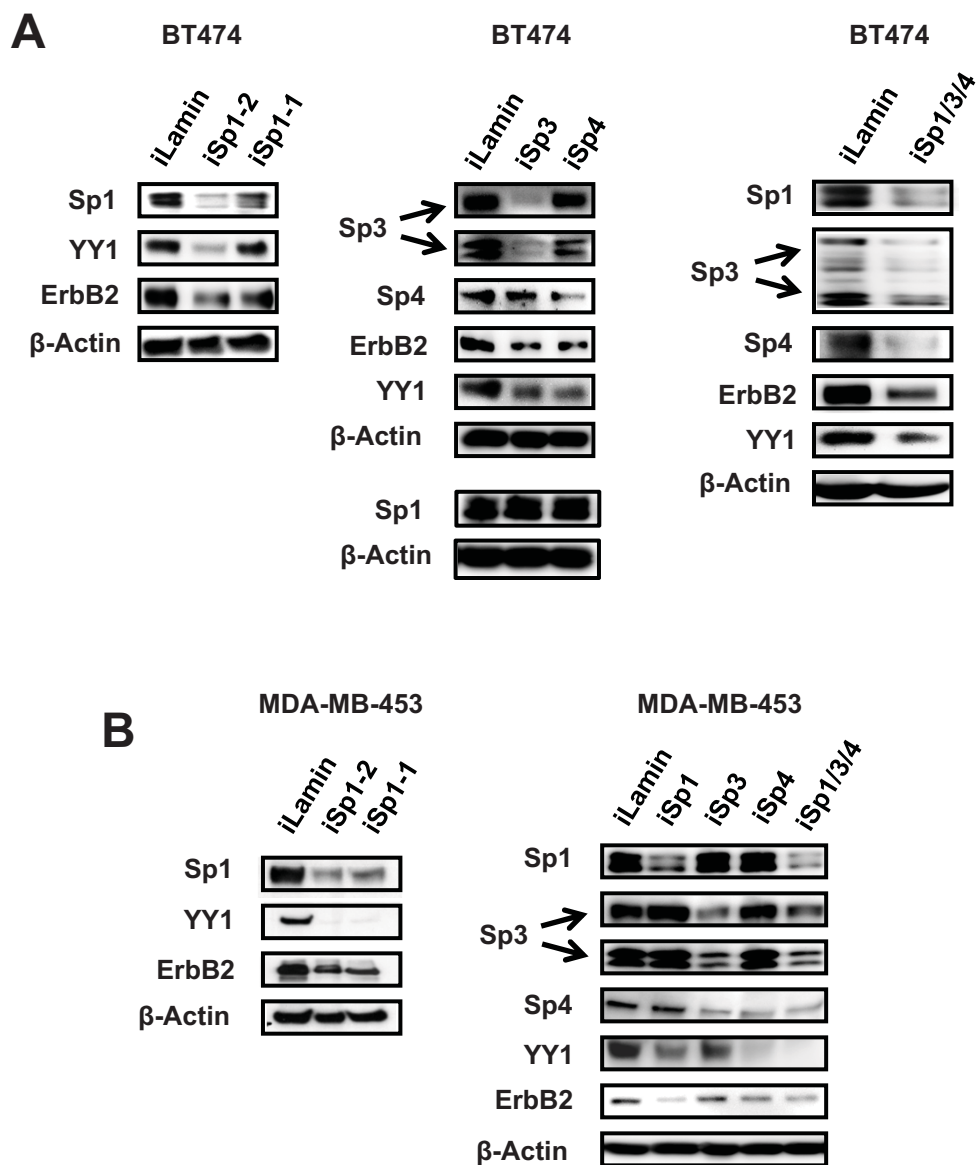 A
BT474
iLamin
iSp1-2
iSp1-1
Sp1
YY1
ErbB2
β-Actin
BT474
iLamin
iSp3
iSp4
Sp3
Sp4
ErbB2
YY1
β-Actin
Sp1
β-Actin
BT474
iLamin
iSp1/3/4
Sp1
Sp3
Sp4
ErbB2
YY1
β-Actin
B
MDA-MB-453
iLamin
iSp1-2
iSp1-1
Sp1
YY1
ErbB2
β-Actin
MDA-MB-453
iLamin
iSp1
iSp3
iSp4
iSp1/3/4
Sp1
Sp3
Sp4
YY1
ErbB2
β-Actin